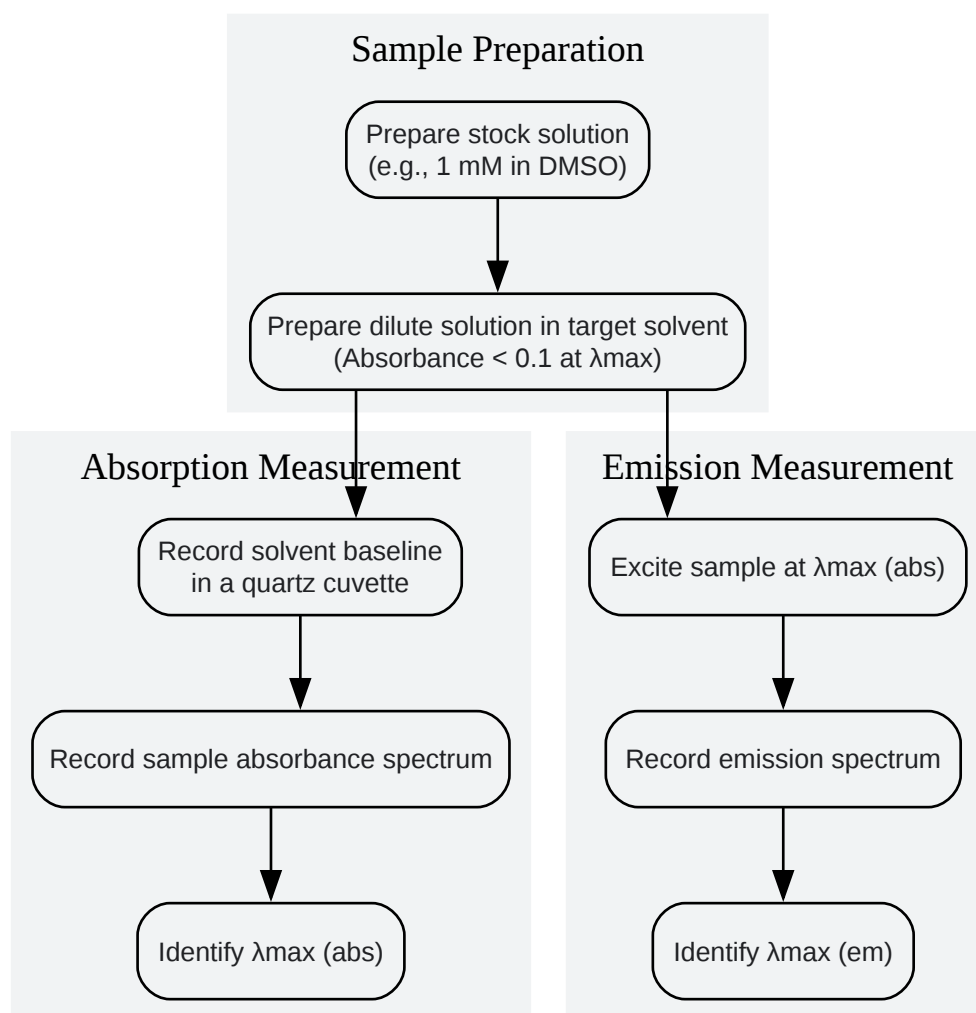 Sample Preparation
Prepare stock solution
(e.g., 1 mM in DMSO)
Prepare dilute solution in target solvent
(Absorbance < 0.1 at λmax)
Absorption Measurement
Record solvent baseline
in a quartz cuvette
Record sample absorbance spectrum
Identify λmax (abs)
Emission Measurement
Excite sample at λmax (abs)
Record emission spectrum
Identify λmax (em)